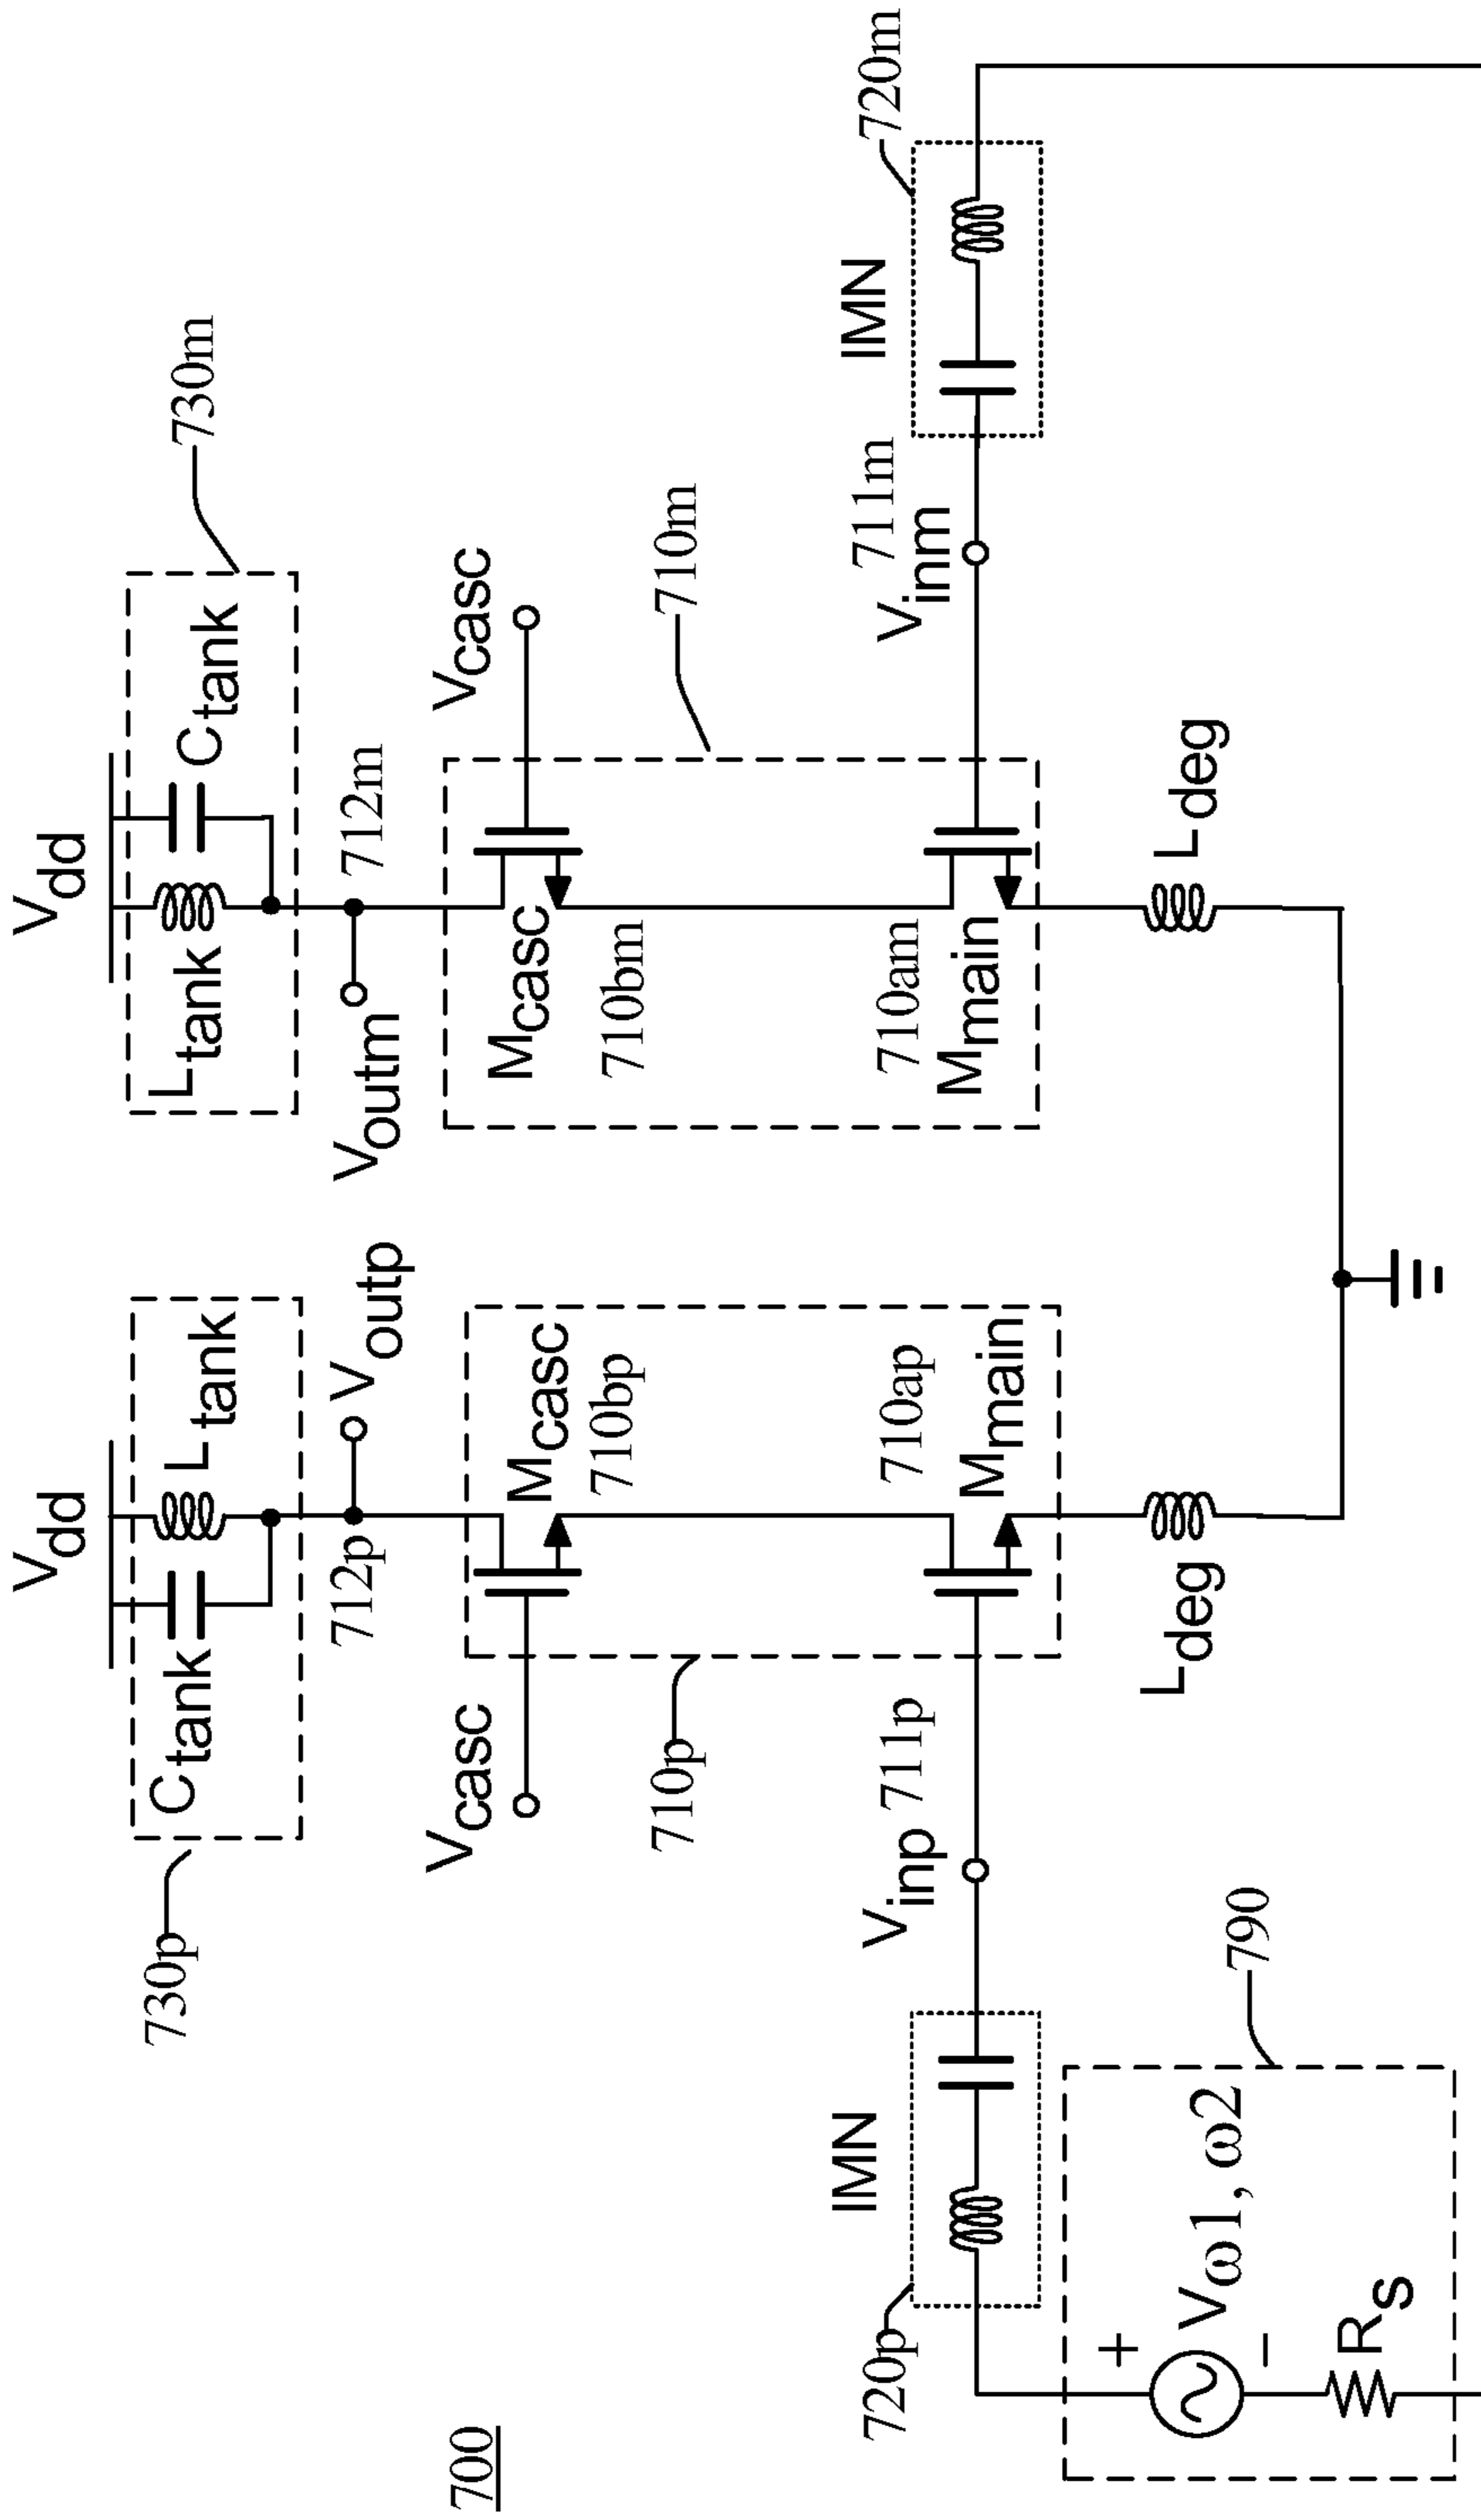 700
Vdd
Vdd
730p
Ctank
Ltank
Ltank
Ctank
730m
712p
Voutp
Voutm
712m
Vcasc
Mcasc
710bp
Mcasc
710bm
Vcasc
710p
710m
IMN
720p
Vinp
711p
710ap
Mmain
710am
Mmain
711m
Vinm
IMN
720m
790
Ldeg
Ldeg
+
Vω1, ω2
−
Rs